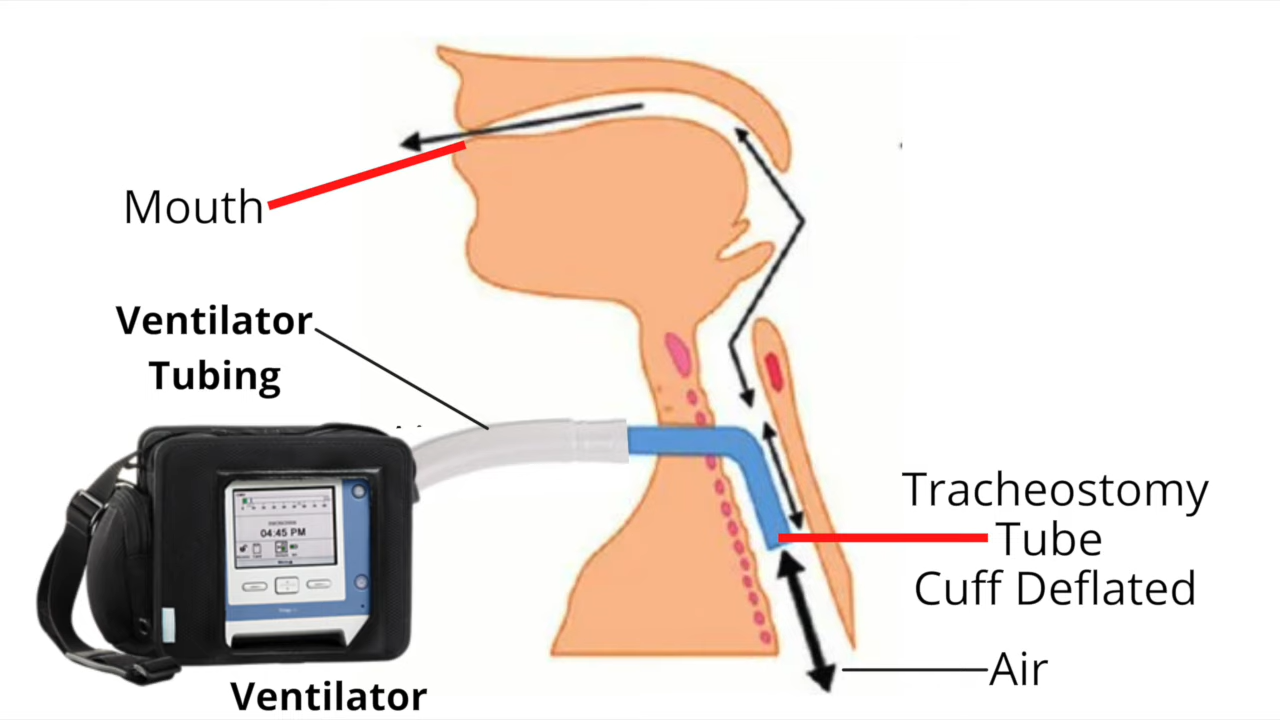 Mouth
Ventilator
Tubing
04:45 PM
Tracheostomy
Tube
Cuff Deflated
Air
Ventilator